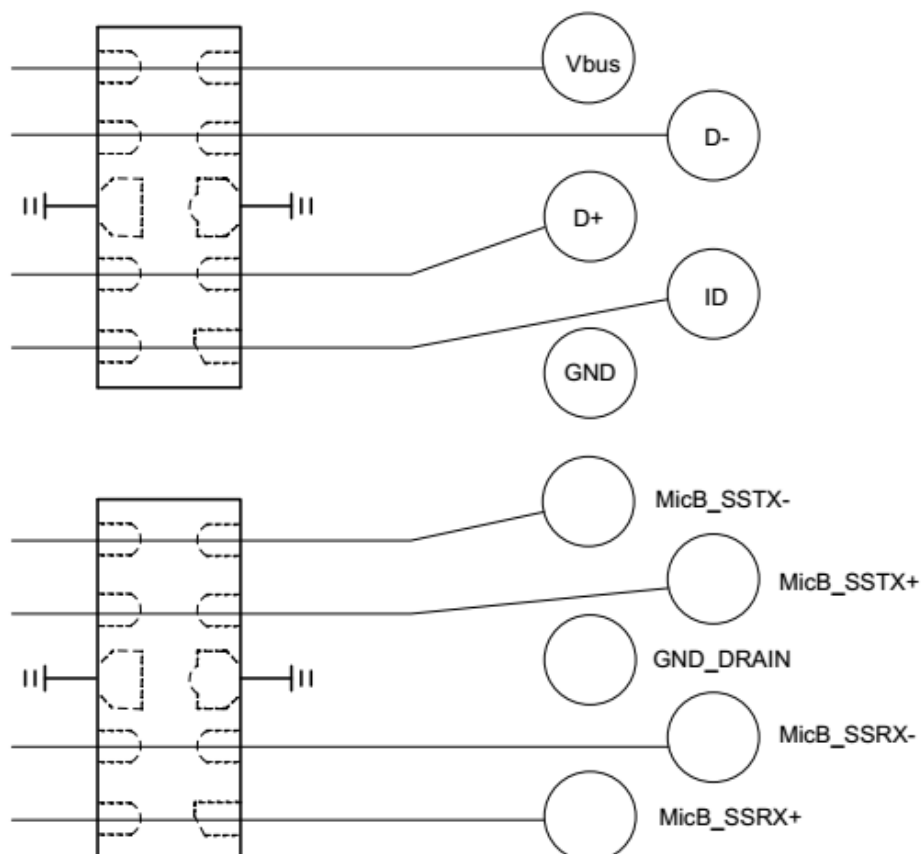 Vbus
D-
D+
ID
GND
MicB_SSTX-
MicB_SSTX+
GND_DRAIN
MicB_SSRX-
MicB_SSRX+